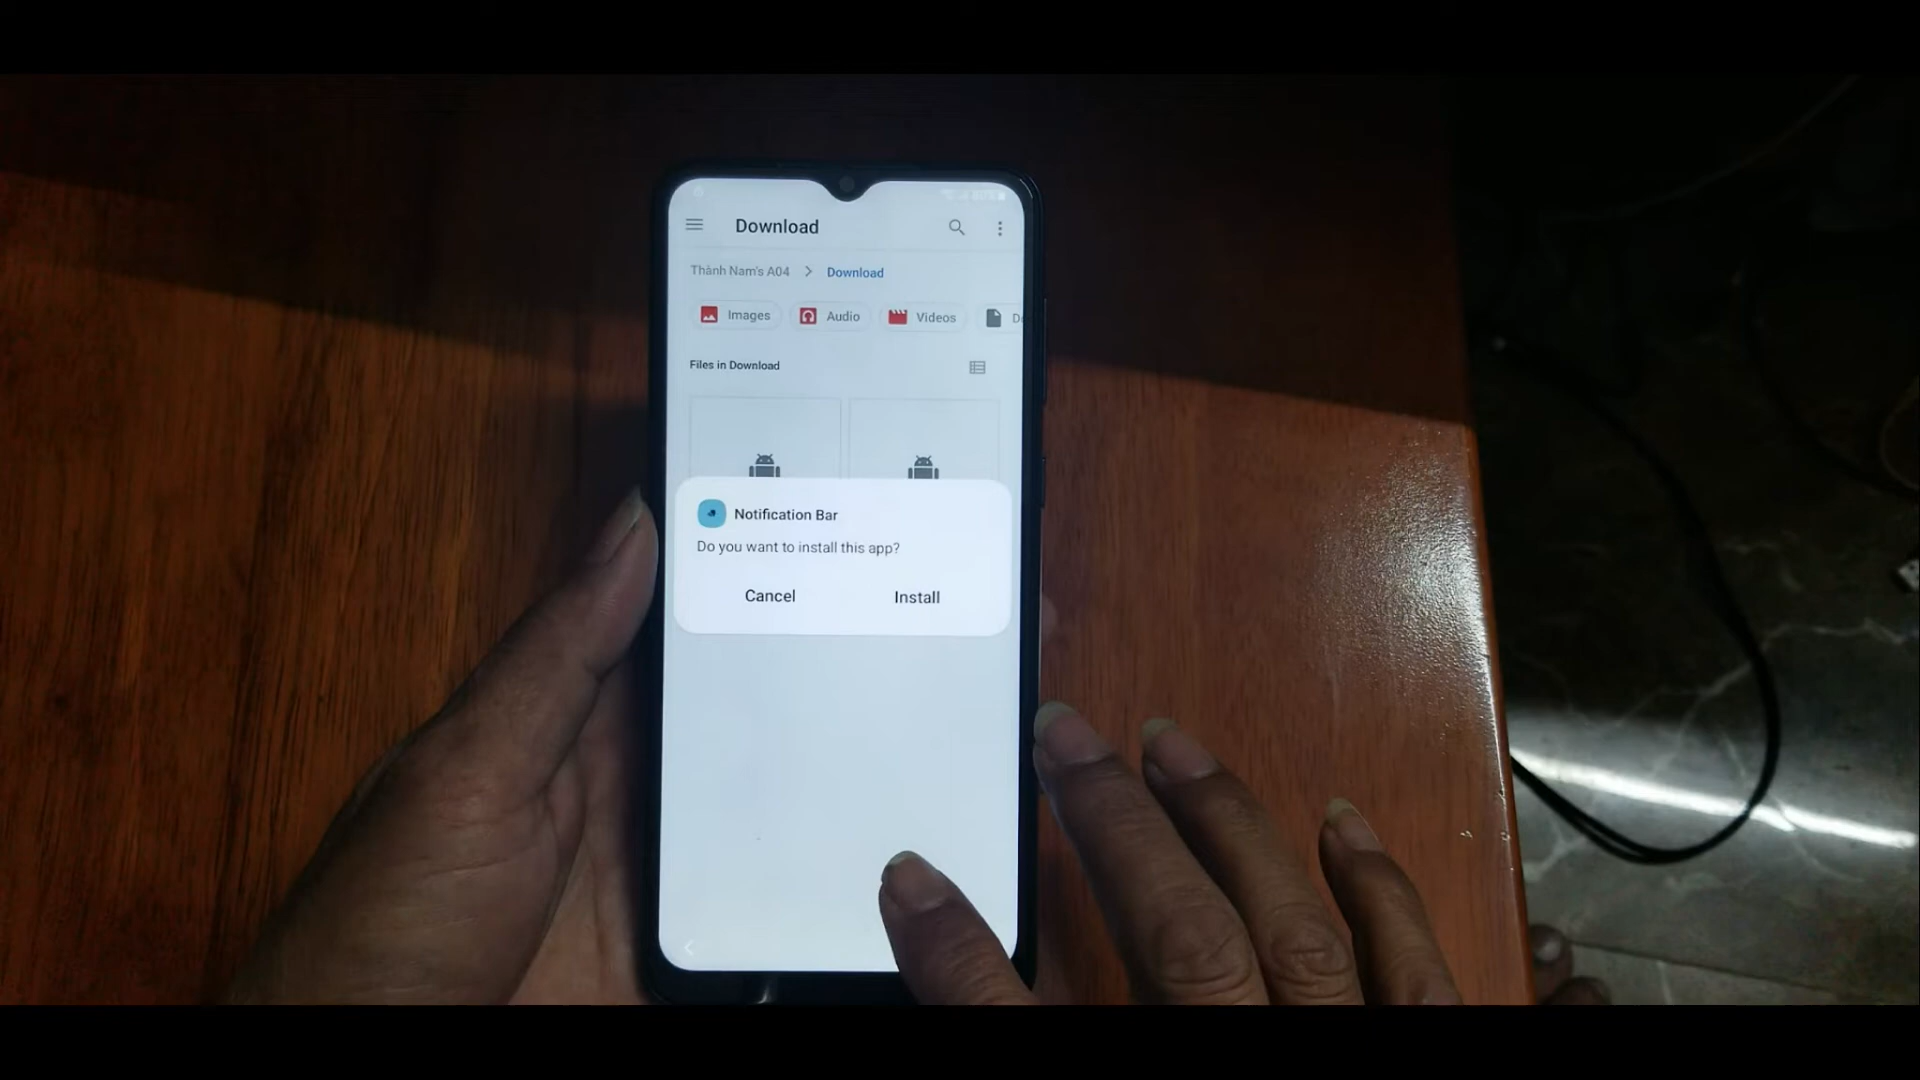 Download
Thành Nam's A04 > Download
Images Audio Videos
Files in Download
Notification Bar
Do you want to install this app?
Cancel Install